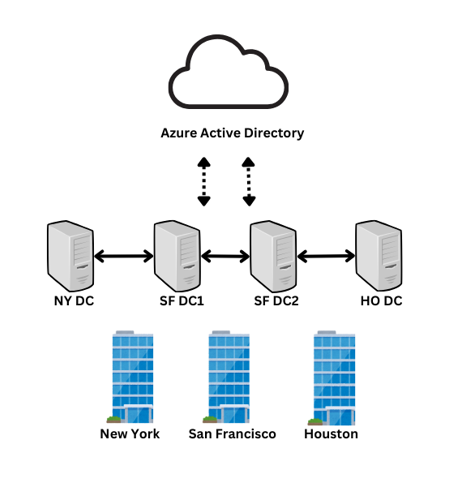 Azure Active Directory
NY DC
SF DC1
SF DC2
HO DC
New York
San Francisco
Houston